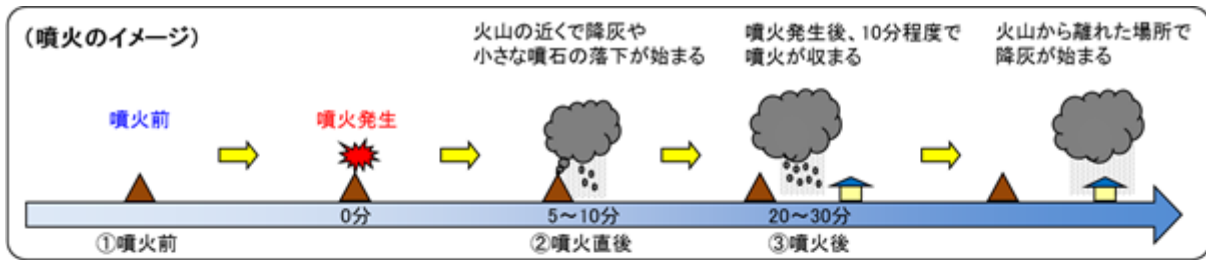 (噴火のイメージ)
火山の近くで降灰や
小さな噴石の落下が始まる
噴火発生後、10分程度で
噴火が収まる
火山から離れた場所で
降灰が始まる
噴火前
噴火発生
0分
5～10分
20～30分
①噴火前
②噴火直後
③噴火後